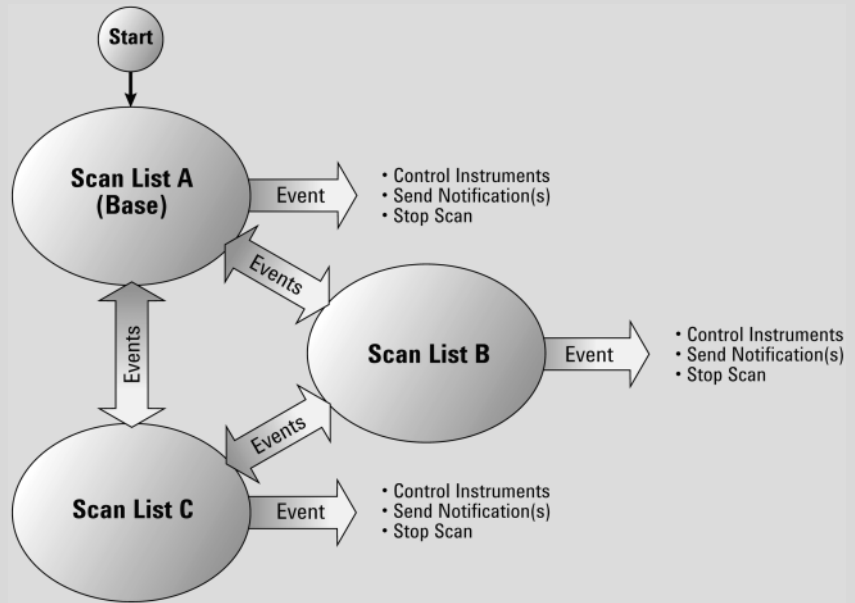 Start
Scan List A
(Base)
Event
• Control Instruments
• Send Notification(s)
• Stop Scan
Events
Events
Scan List B
Event
• Control Instruments
• Send Notification(s)
• Stop Scan
Events
Scan List C
Event
• Control Instruments
• Send Notification(s)
• Stop Scan